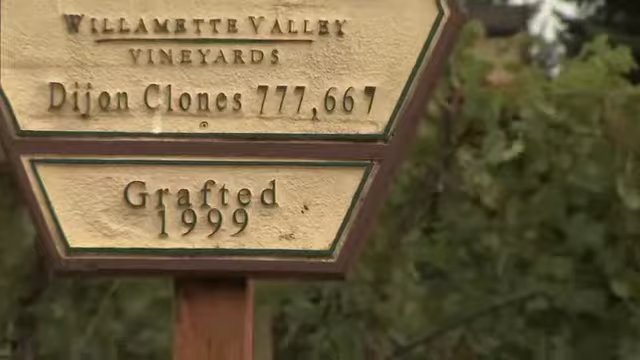 WILLAMETTE VALLEY
VINEYARDS
Dijon Clones 777,667
Grafted
1999